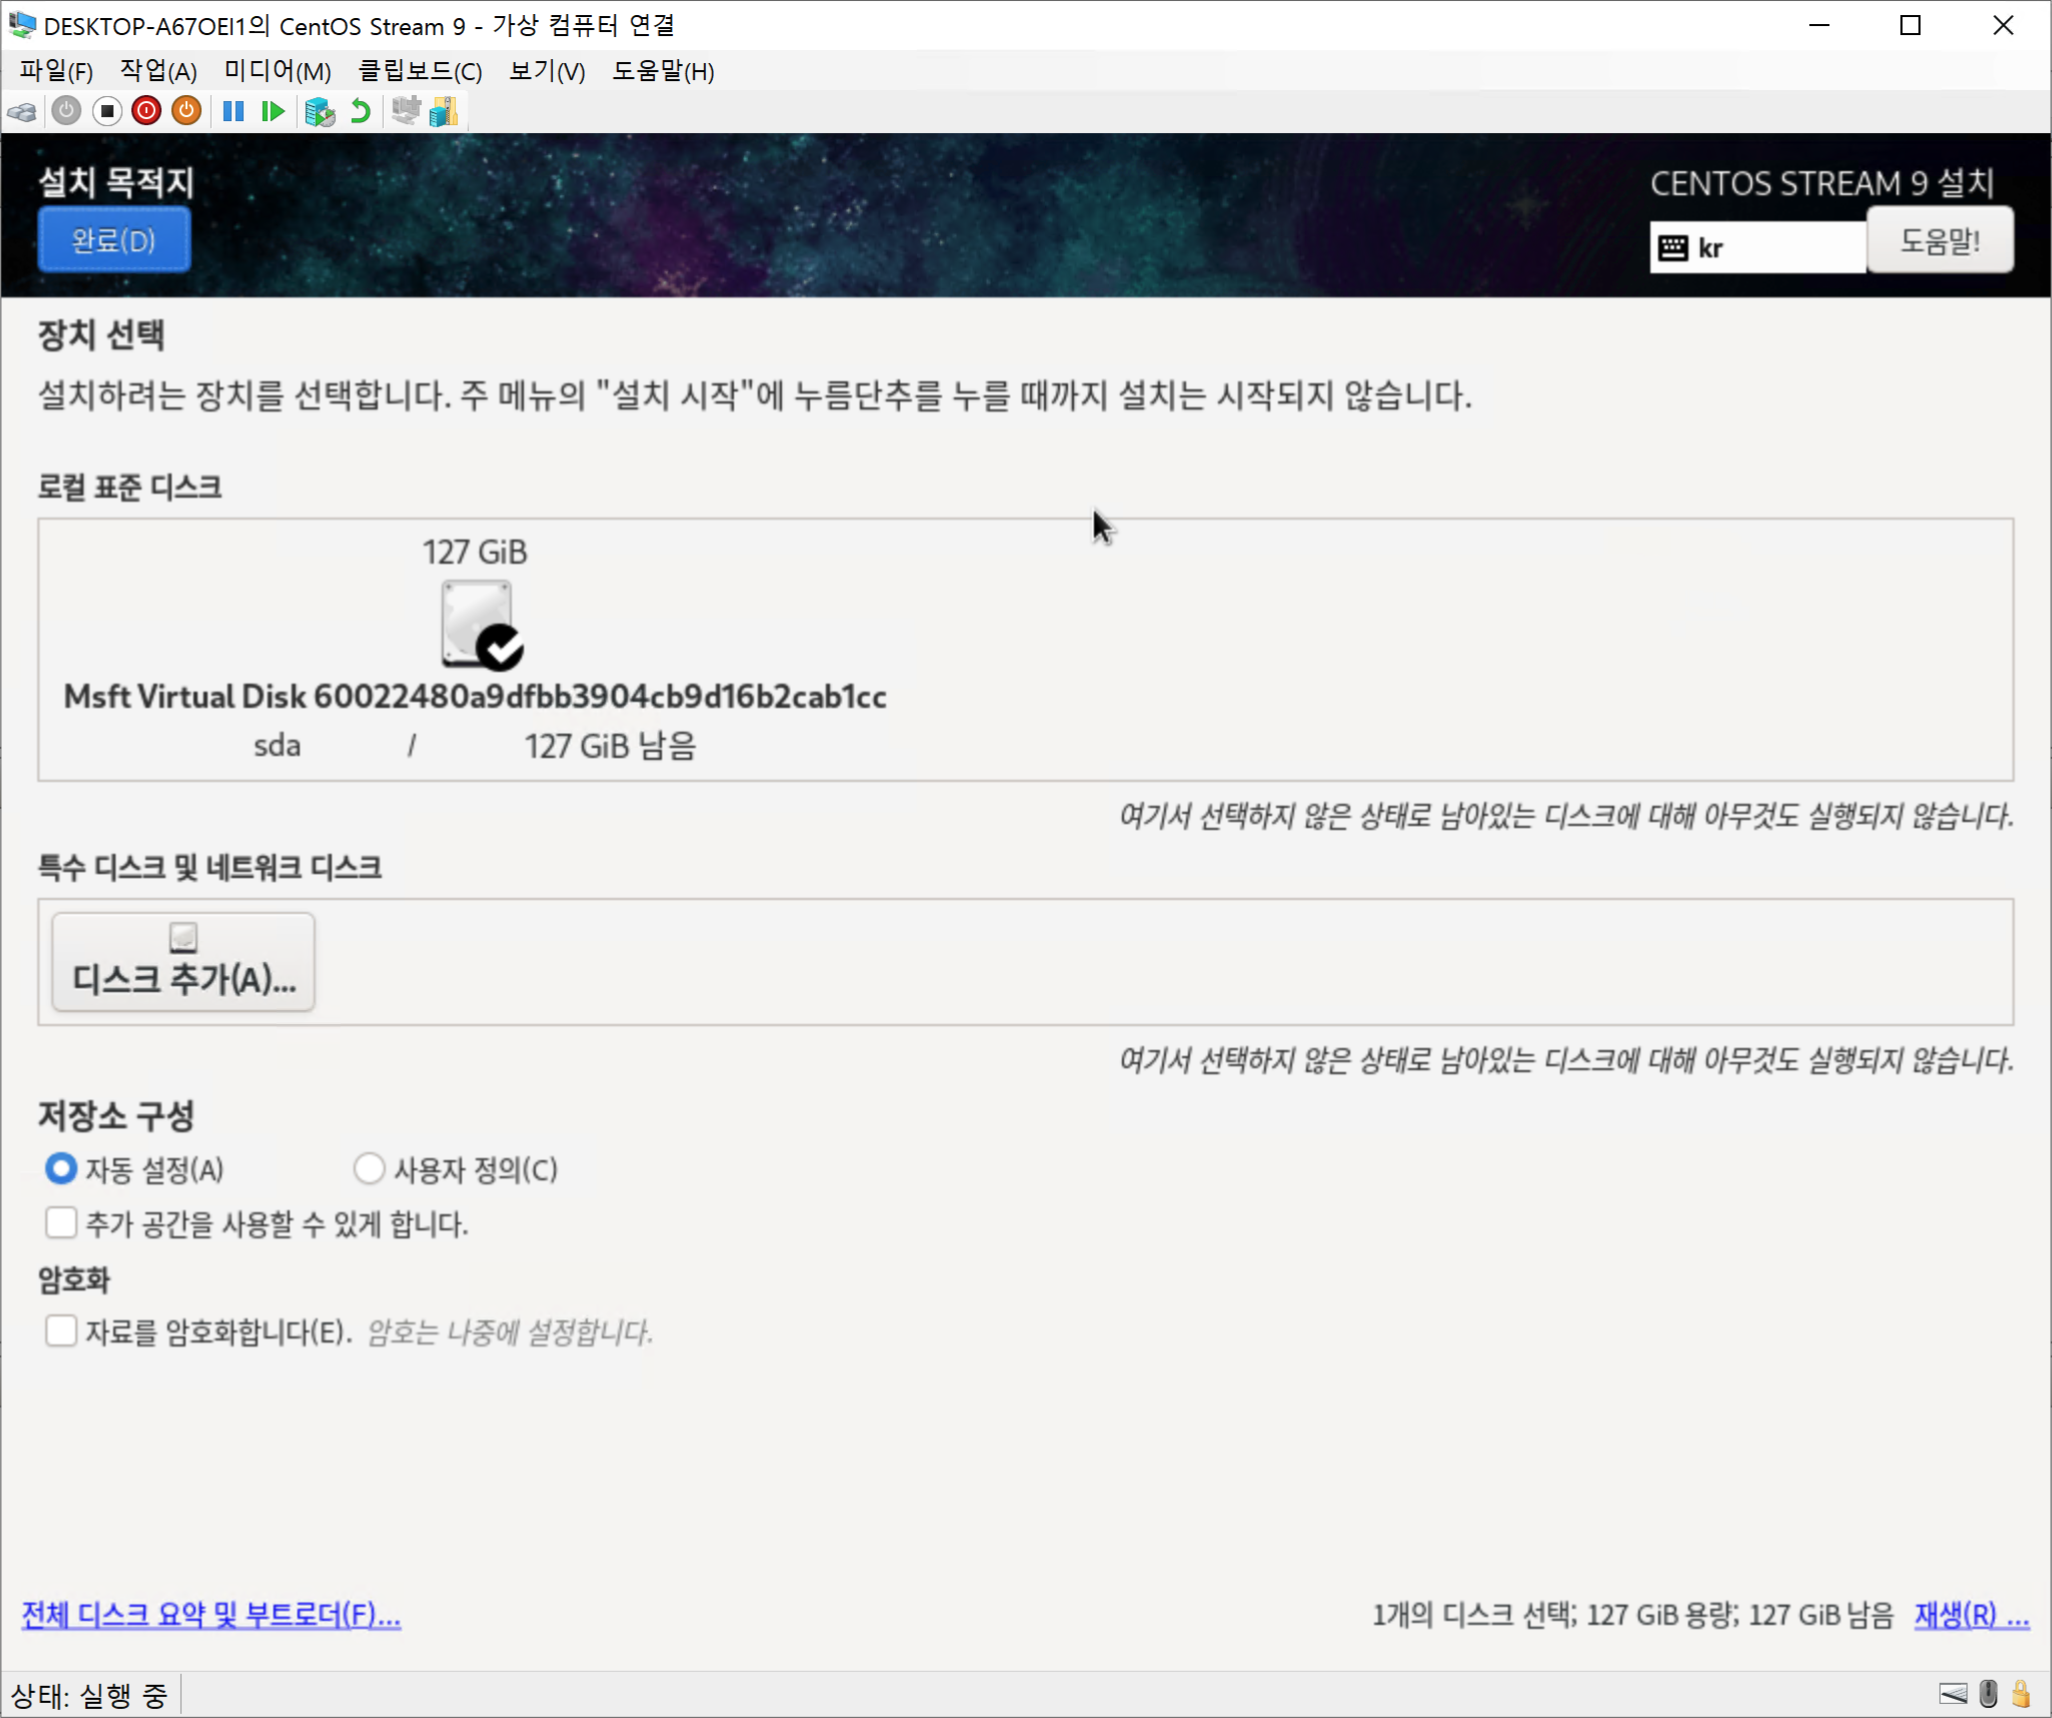 DESKTOP-A67OEI1의 CentOS Stream 9 - 가상 컴퓨터 연결
파일(F) 작업(A) 미디어(M) 클립보드(C) 보기(V) 도움말(H)
설치 목적지
완료(D)
CENTOS STREAM 9 설치
kr
도움말!
장치 선택
설치하려는 장치를 선택합니다. 주 메뉴의 "설치 시작"에 누름단추를 누를 때까지 설치는 시작되지 않습니다.
로컬 표준 디스크
127 GiB
Msft Virtual Disk 60022480a9dfbb3904cb9d16b2cab1cc
sda / 127 GiB 남음
여기서 선택하지 않은 상태로 남아있는 디스크에 대해 아무것도 실행되지 않습니다.
특수 디스크 및 네트워크 디스크
디스크 추가(A)...
여기서 선택하지 않은 상태로 남아있는 디스크에 대해 아무것도 실행되지 않습니다.
저장소 구성
자동 설정(A) 사용자 정의(C)
추가 공간을 사용할 수 있게 합니다.
암호화
자료를 암호화합니다(E). 암호는 나중에 설정합니다.
전체 디스크 요약 및 부트로더(F)...
1개의 디스크 선택; 127 GiB 용량; 127 GiB 남음 재생(R) ...
상태: 실행 중